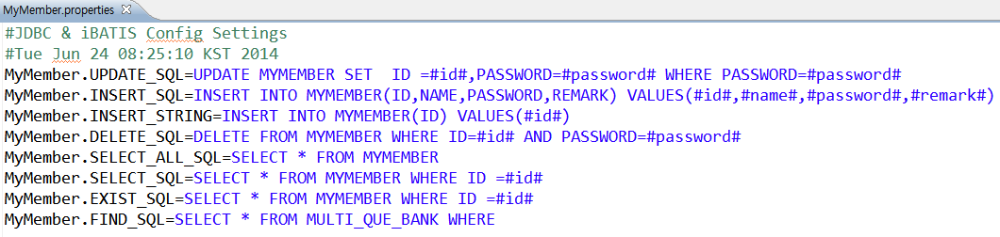 MyMember.properties
#JDBC & iBATIS Config Settings
#Tue Jun 24 08:25:10 KST 2014
MyMember.UPDATE_SQL=UPDATE MYMEMBER SET  ID =#id#,PASSWORD=#password# WHERE PASSWORD=#password#
MyMember.INSERT_SQL=INSERT INTO MYMEMBER(ID,NAME,PASSWORD,REMARK) VALUES(#id#,#name#,#password#,#remark#)
MyMember.INSERT_STRING=INSERT INTO MYMEMBER(ID) VALUES(#id#)
MyMember.DELETE_SQL=DELETE FROM MYMEMBER WHERE ID=#id# AND PASSWORD=#password#
MyMember.SELECT_ALL_SQL=SELECT * FROM MYMEMBER
MyMember.SELECT_SQL=SELECT * FROM MYMEMBER WHERE ID =#id#
MyMember.EXIST_SQL=SELECT * FROM MYMEMBER WHERE ID =#id#
MyMember.FIND_SQL=SELECT * FROM MULTI_QUE_BANK WHERE